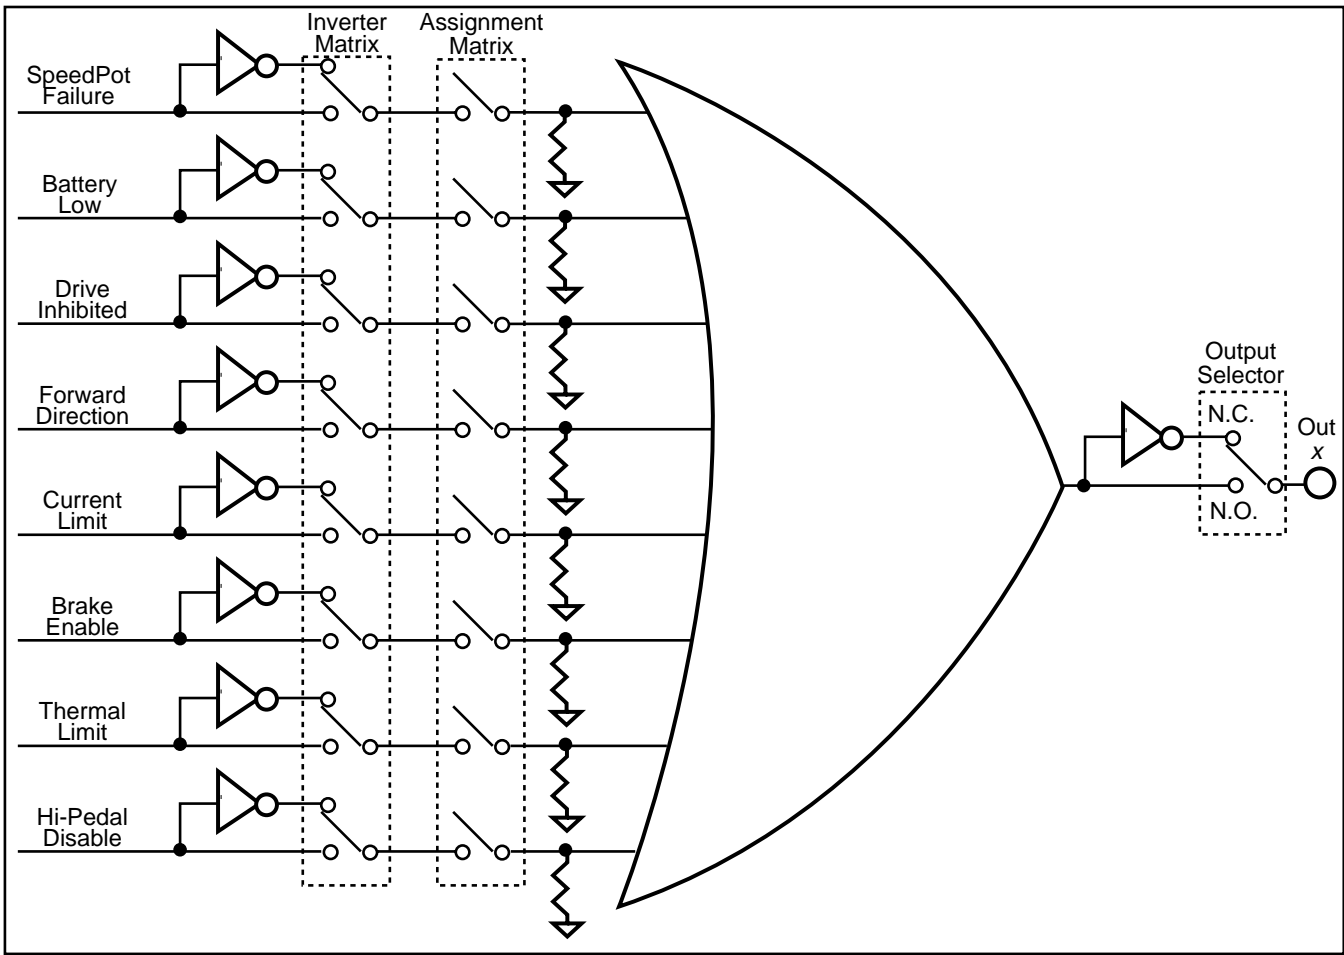 Inverter
Matrix
Assignment
Matrix
SpeedPot
Failure
Battery
Low
Drive
Inhibited
Forward
Direction
Current
Limit
Brake
Enable
Thermal
Limit
Hi-Pedal
Disable
Output
Selector
N.C.
N.O.
Out
x